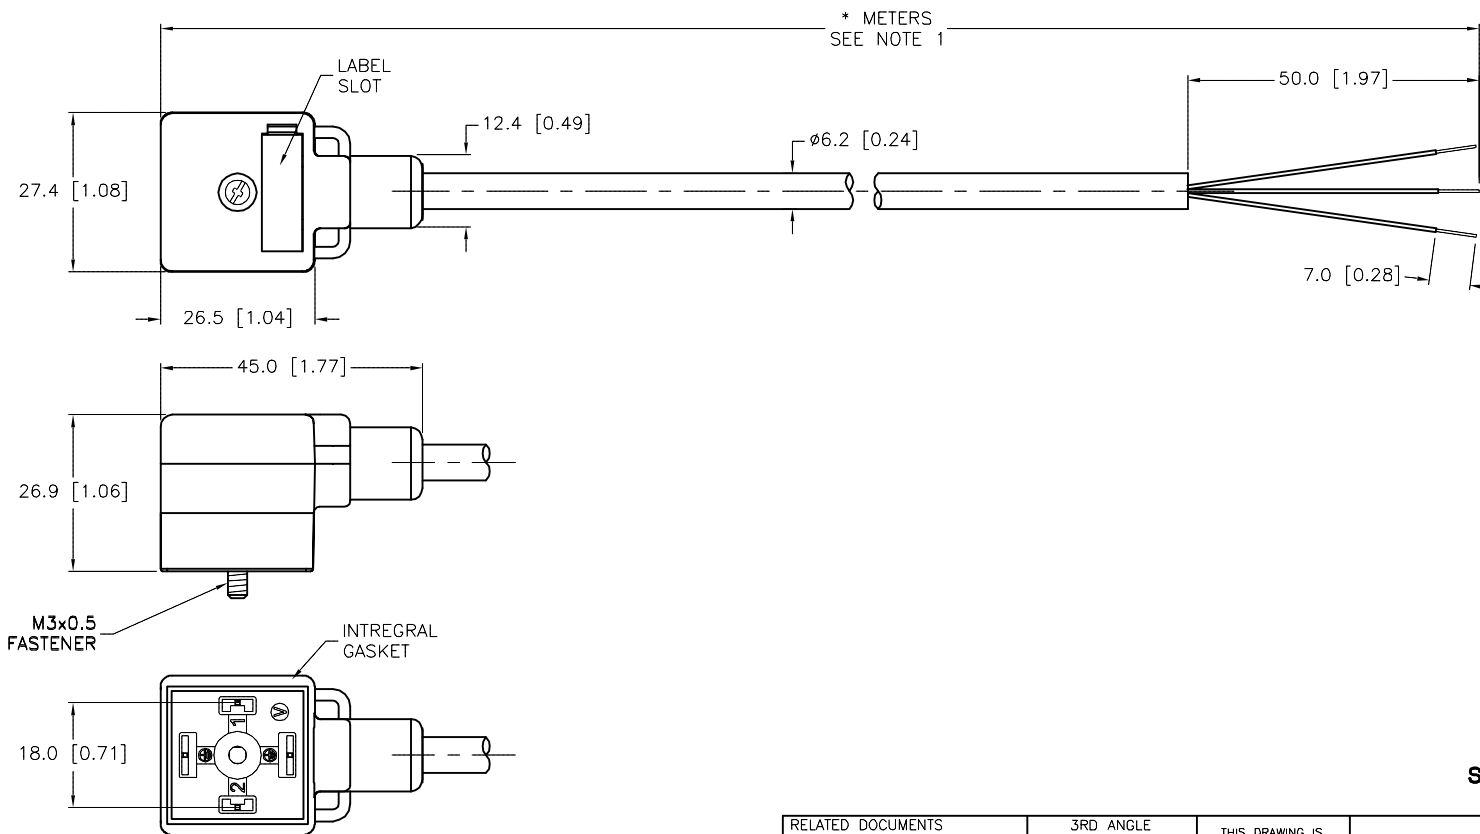 * METERS
SEE NOTE 1
LABEL
SLOT
50.0 [1.97]
12.4 [0.49]
ø6.2 [0.24]
27.4 [1.08]
7.0 [0.28]
26.5 [1.04]
45.0 [1.77]
26.9 [1.06]
M3x0.5
FASTENER
INTREGRAL
GASKET
1
18.0 [0.71]
2
S
RELATED DOCUMENTS
3RD ANGLE
THIS DRAWING IS